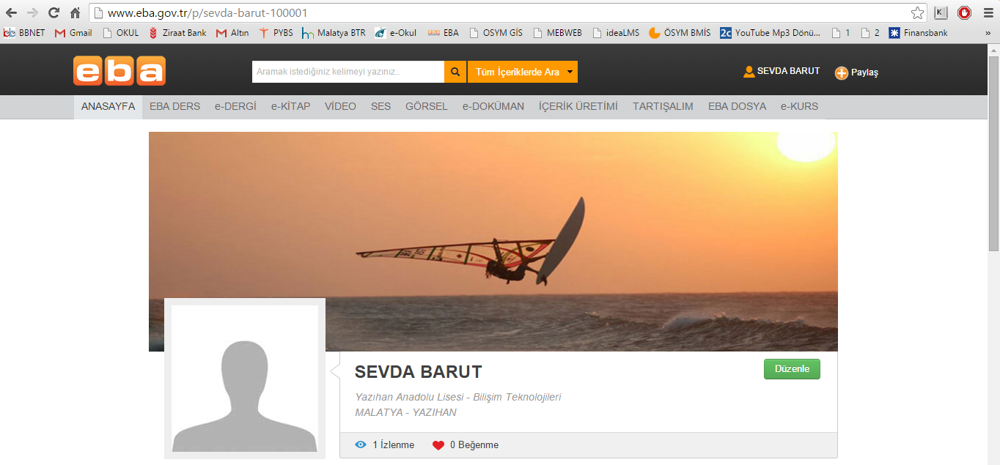 www.eba.gov.tr/p/sevda-barut-100001
BBNET Gmail OKUL Ziraat Bank Altın PYBS Malatya BTR e-Okul EBA OSYM GİS MEBWEB ideaLMS ÖSYM BMİS YouTube Mp3 Dönü... 1 2 Finansbank »
eba Aramak istediğiniz kelimeyi yazınız.. Tüm İçeriklerde Ara SEVDA BARUT Paylaş
ANASAYFA EBA DERS e-DERGİ e-KİTAP VİDEO SES GÖRSEL e-DOKÜMAN İÇERİK ÜRETİMİ TARTIŞALIM EBA DOSYA e-KURS
SEVDA BARUT Düzenle
Yazıhan Anadolu Lisesi - Bilişim Teknolojileri
MALATYA - YAZIHAN
1 İzlenme 0 Beğenme